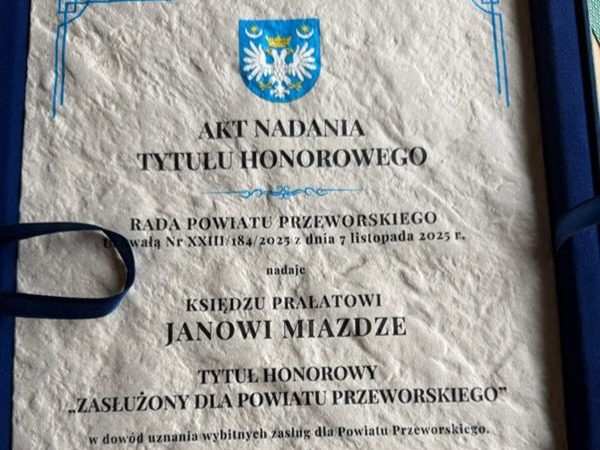 AKT NADANIA
TYTUŁU HONOROWEGO
RADA POWIATU PRZEWORSKIEGO
Uchwałą Nr XXIII/184/2025 z dnia 7 listopada 2025 r.
nadaje
KSIĘDZU PRAŁATOWI
JANOWI MIAZDZE
TYTUŁ HONOROWY
„ZASŁUŻONY DLA POWIATU PRZEWORSKIEGO”
w dowód uznania wybitnych zasług dla Powiatu Przeworskiego.